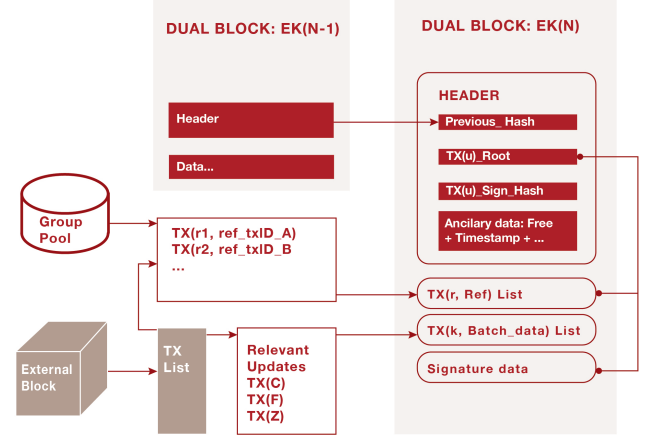 DUAL BLOCK: EK(N-1)
DUAL BLOCK: EK(N)
Header
Data...
HEADER
Previous_ Hash
TX(u)_Root
TX(u)_Sign_Hash
Ancilary data: Free
+ Timestamp + ...
Group
Pool
TX(r1, ref_txID_A)
TX(r2, ref_txID_B
...
TX(r, Ref) List
TX(k, Batch_data) List
Signature data
External
Block
TX
List
Relevant
Updates
TX(C)
TX(F)
TX(Z)